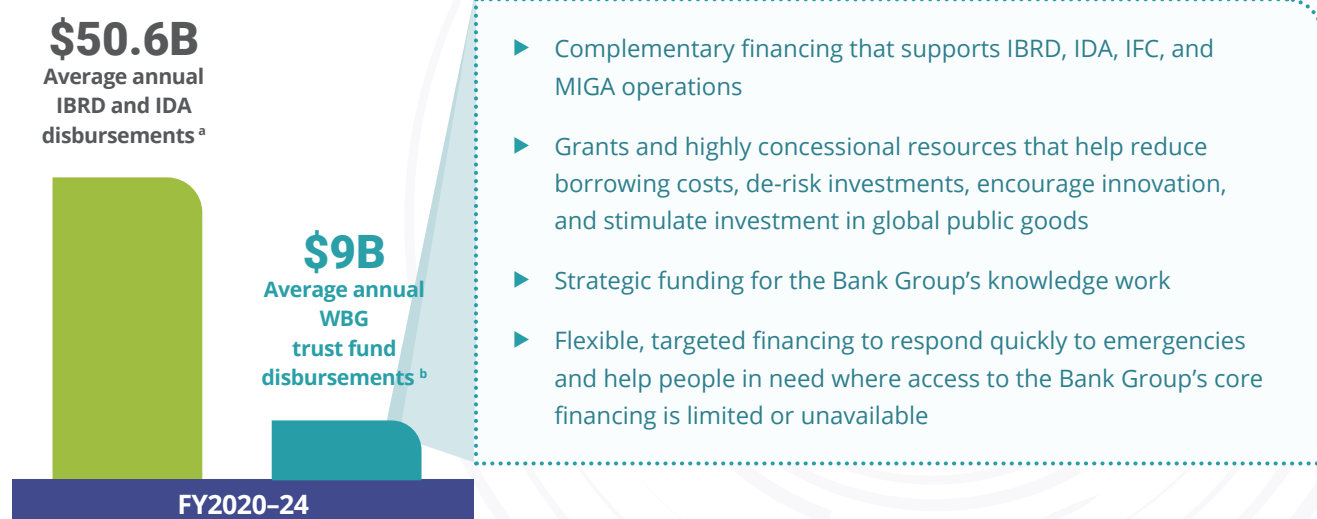 $50.6B
Average annual
IBRD and IDA
disbursements a
$9B
Average annual
WBG
trust fund
disbursements b
FY2020–24
Complementary financing that supports IBRD, IDA, IFC, and
MIGA operations
Grants and highly concessional resources that help reduce
borrowing costs, de-risk investments, encourage innovation,
and stimulate investment in global public goods
Strategic funding for the Bank Group’s knowledge work
Flexible, targeted financing to respond quickly to emergencies
and help people in need where access to the Bank Group’s core
financing is limited or unavailable